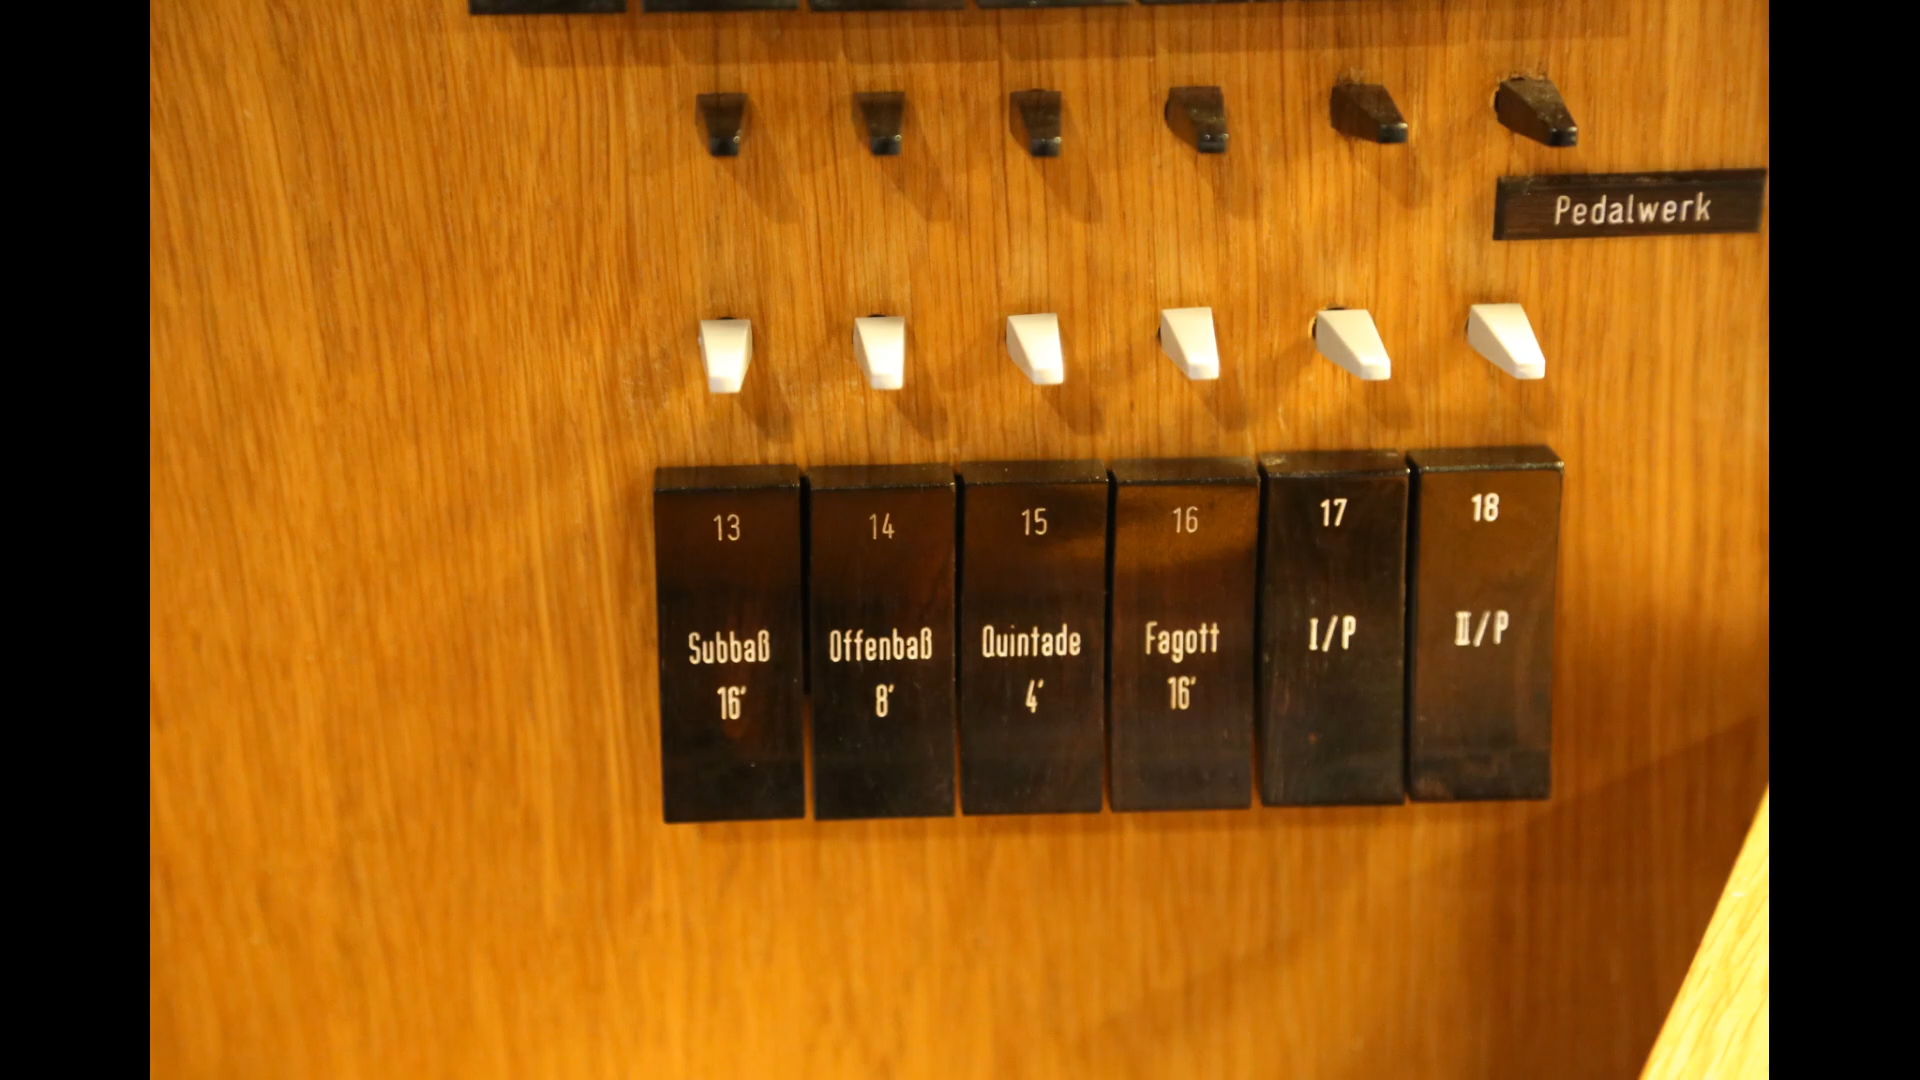 Pedalwerk
13
Subbaß
16'
14
Offenbaß
8'
15
Quintade
4'
16
Fagott
16'
17
I/P
18
II/P